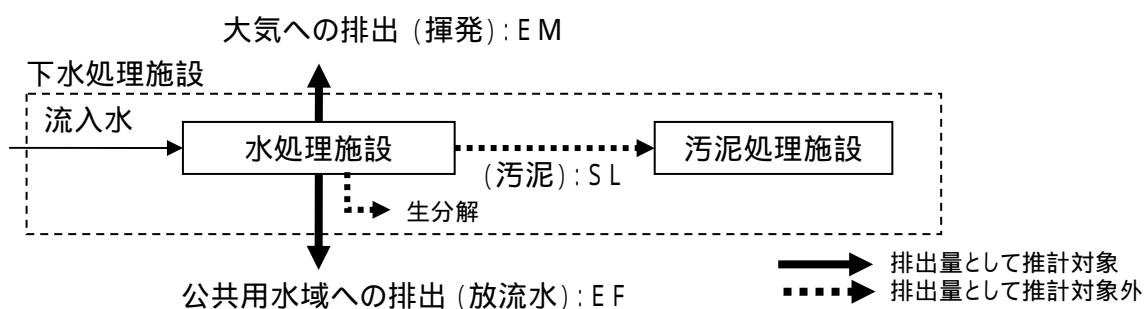 大気への排出(揮発):EM
下水処理施設
流入水
水処理施設
汚泥処理施設
(汚泥):SL
生分解
公共用水域への排出(放流水):EF
排出量として推計対象
排出量として推計対象外